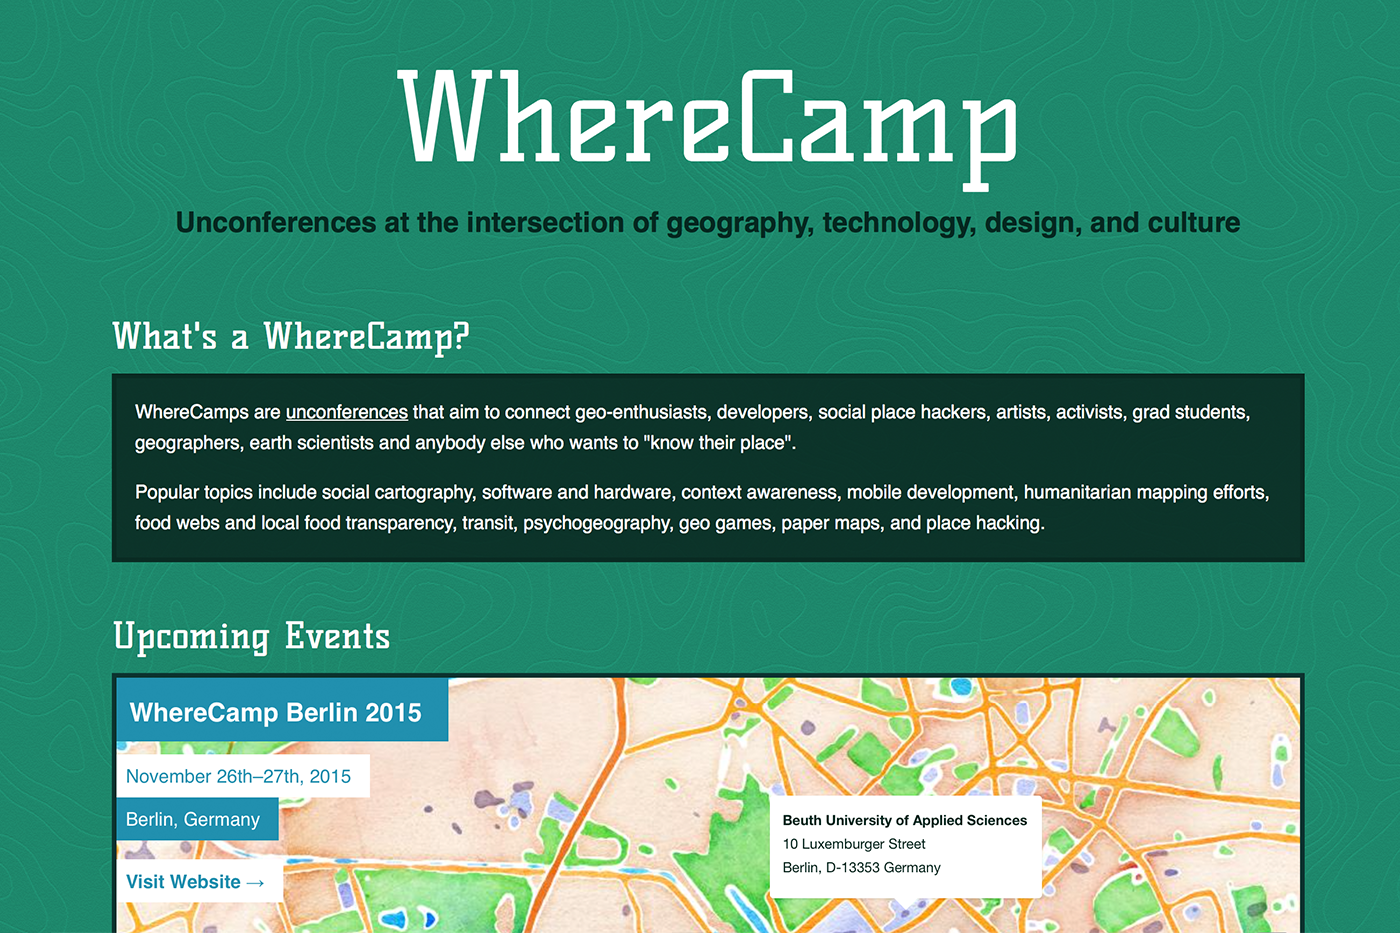 WhereCamp
Unconferences at the intersection of geography, technology, design, and culture
What's a WhereCamp?
WhereCamps are unconferences that aim to connect geo-enthusiasts, developers, social place hackers, artists, activists, grad students,
geographers, earth scientists and anybody else who wants to "know their place".
Popular topics include social cartography, software and hardware, context awareness, mobile development, humanitarian mapping efforts,
food webs and local food transparency, transit, psychogeography, geo games, paper maps, and place hacking.
Upcoming Events
WhereCamp Berlin 2015
November 26th–27th, 2015
Berlin, Germany
Visit Website →
Beuth University of Applied Sciences
10 Luxemburger Street
Berlin, D-13353 Germany